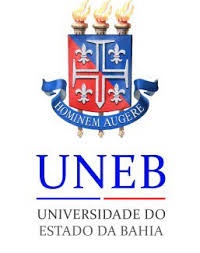 HOMINEM AUGERE
UNEB
UNIVERSIDADE DO
ESTADO DA BAHIA